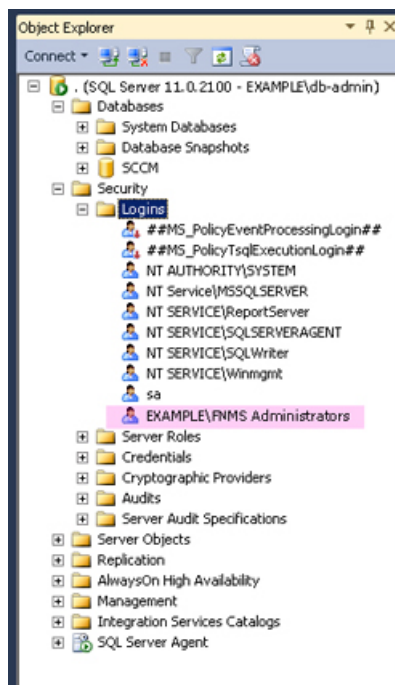 Object Explorer
Connect
. (SQL Server 11.0.2100 - EXAMPLE\db-admin)
Databases
System Databases
Database Snapshots
SCCM
Security
Logins
##MS_PolicyEventProcessingLogin##
##MS_PolicyTsqlExecutionLogin##
NT AUTHORITY\SYSTEM
NT Service\MSSQLSERVER
NT SERVICE\ReportServer
NT SERVICE\SQLSERVERAGENT
NT SERVICE\SQLWriter
NT SERVICE\Winmgmt
sa
EXAMPLE\FNMS Administrators
Server Roles
Credentials
Cryptographic Providers
Audits
Server Audit Specifications
Server Objects
Replication
AlwaysOn High Availability
Management
Integration Services Catalogs
SQL Server Agent